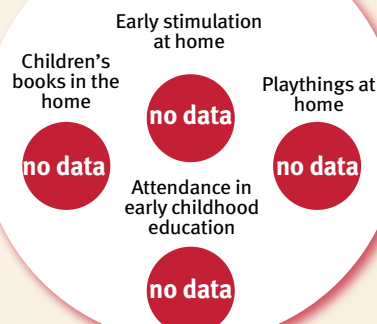 Early stimulation
at home
no data
Children's
books in the
home
no data
Playthings at
home
no data
Attendance in
early childhood
education
no data